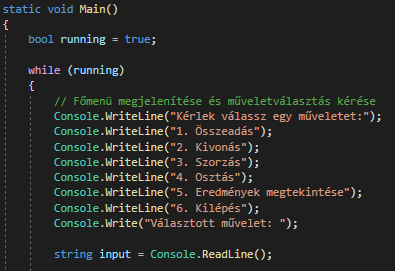 static void Main()
{
bool running = true;
while (running)
{
// Főmenü megjelenítése és műveletválasztás kérése
Console.WriteLine("Kérlek válassz egy műveletet:");
Console.WriteLine("1. Összeadás");
Console.WriteLine("2. Kivonás");
Console.WriteLine("3. Szorzás");
Console.WriteLine("4. Osztás");
Console.WriteLine("5. Eredmények megtekintése");
Console.WriteLine("6. Kilépés");
Console.Write("Választott művelet: ");
string input = Console.ReadLine();